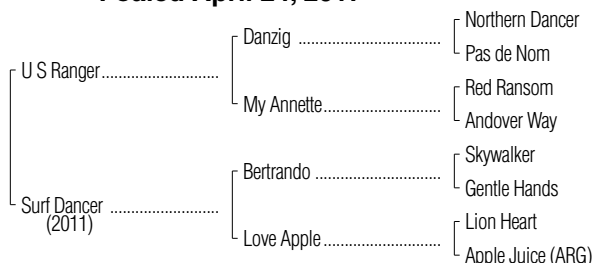 Foaled April 24, 2017
Northern Dancer
Danzig ................................
Pas de Nom
U S Ranger..........................
Red Ransom
My Annette..........................
Andover Way
Skywalker
Bertrando ............................
Gentle Hands
Surf Dancer ........................
(2011)
Lion Heart
Love Apple..........................
Apple Juice (ARG)